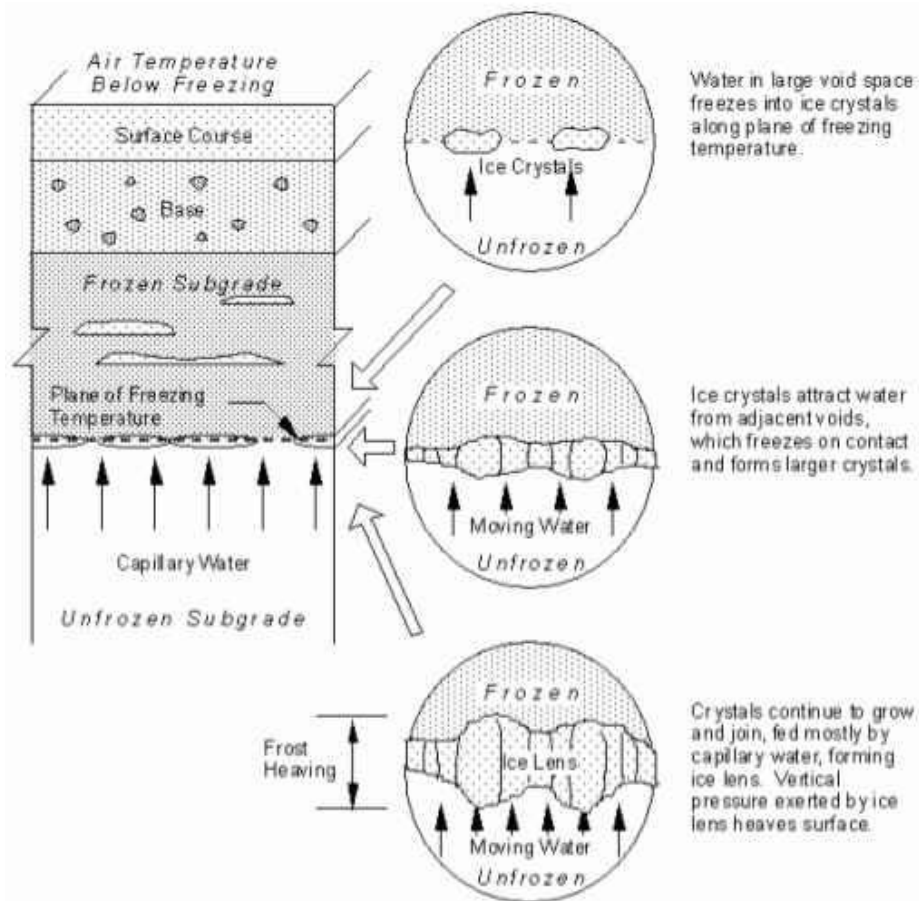 Air Temperature
Below Freezing
Surface Course
Base
Frozen Subgrade
Plane of Freezing
Temperature
Capillary Water
Unfrozen Subgrade
Frozen
Ice Crystals
Unfrozen
Water in large void space
freezes into ice crystals
along plane of freezing
temperature.
Frozen
Moving Water
Unfrozen
Ice crystals attract water
from adjacent voids,
which freezes on contact
and forms larger crystals.
Frost
Heaving
Frozen
Ice Lens
Moving Water
Unfrozen
Crystals continue to grow
and join, fed mostly by
capillary water, forming
ice lens. Vertical
pressure exerted by ice
lens heaves surface.